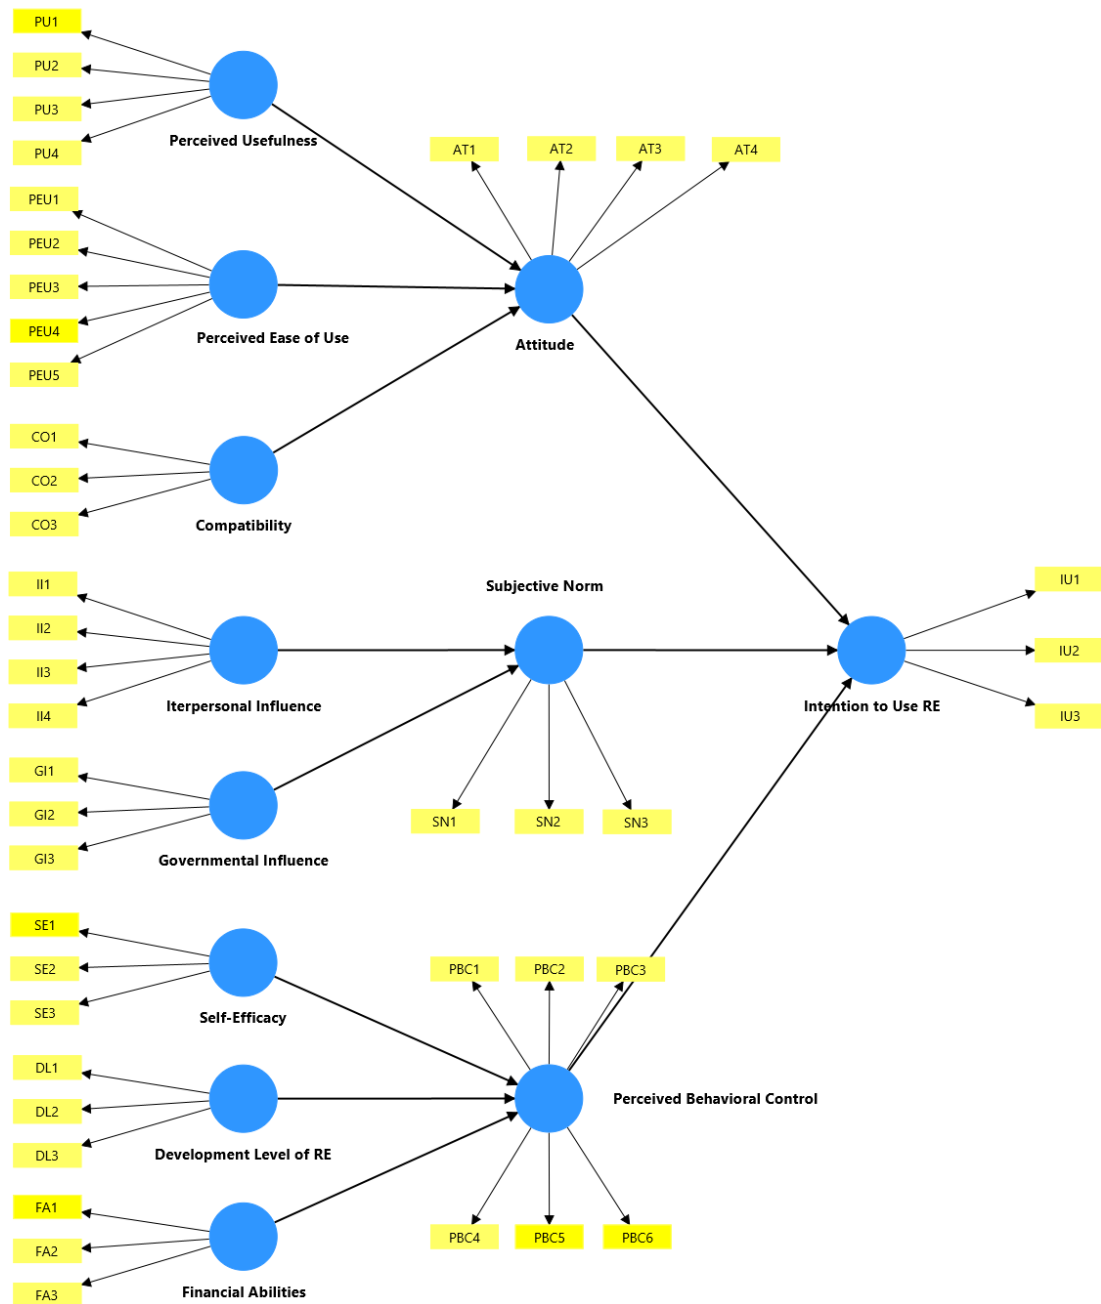 PU1
PU2
PU3
PU4
Perceived Usefulness
PEU1
PEU2
PEU3
PEU4
PEU5
Perceived Ease of Use
CO1
CO2
CO3
Compatibility
AT1
AT2
AT3
AT4
Attitude
II1
II2
II3
II4
Iterpersonal Influence
GI1
GI2
GI3
Governmental Influence
Subjective Norm
SN1
SN2
SN3
IU1
IU2
IU3
Intention to Use RE
SE1
SE2
SE3
Self-Efficacy
DL1
DL2
DL3
Development Level of RE
FA1
FA2
FA3
Financial Abilities
PBC1
PBC2
PBC3
Perceived Behavioral Control
PBC4
PBC5
PBC6